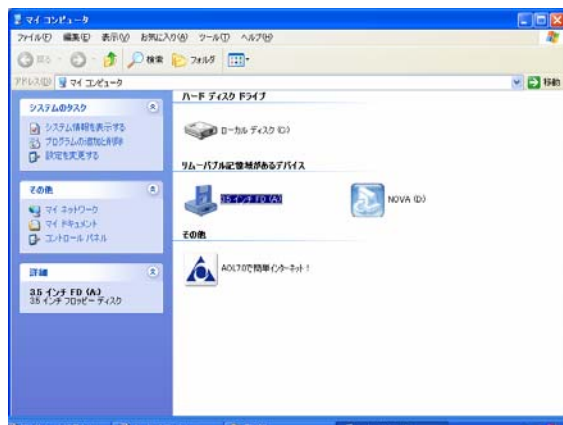 マイ コンピュータ
ファイル(F) 編集(E) 表示(V) お気に入り(A) ツール(T) ヘルプ(H)
戻る 検索 フォルダ
アドレス(D) マイ コンピュータ 移動
システムのタスク
システム情報を表示する
プログラムの追加と削除
設定を変更する
その他
マイ ネットワーク
マイ ドキュメント
コントロール パネル
詳細
3.5 インチ FD (A:)
3.5 インチ フロッピー ディスク
ハード ディスク ドライブ
ローカル ディスク (C:)
リムーバブル記憶域があるデバイス
3.5 インチ FD (A:)
NOVA (D:)
その他
AOL7.0で簡単インターネット!